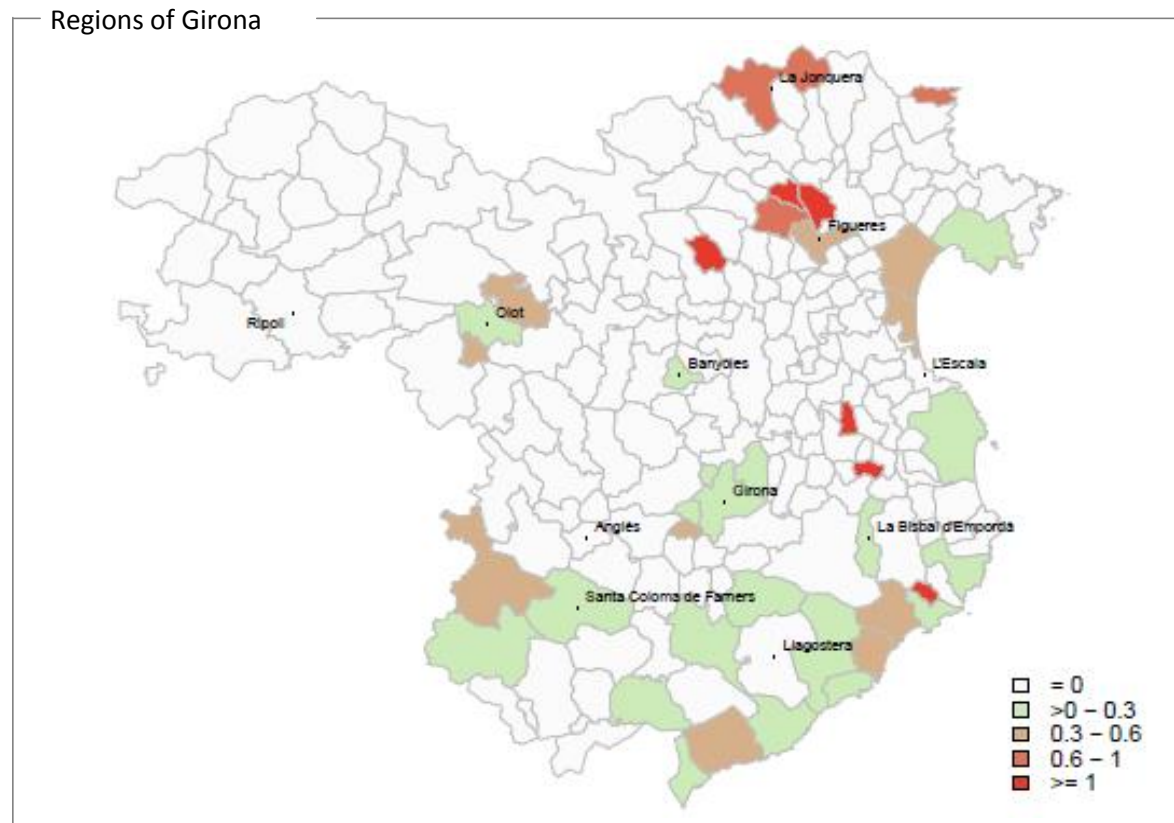 Regions of Girona
La Jonquera
Figueres
Ripoll
Olot
Banyoles
L'Escala
Girona
Anglès
La Bisbal d'Empordà
Santa Coloma de Farners
Llagostera
= 0
>0 – 0.3
0.3 – 0.6
0.6 – 1
>= 1